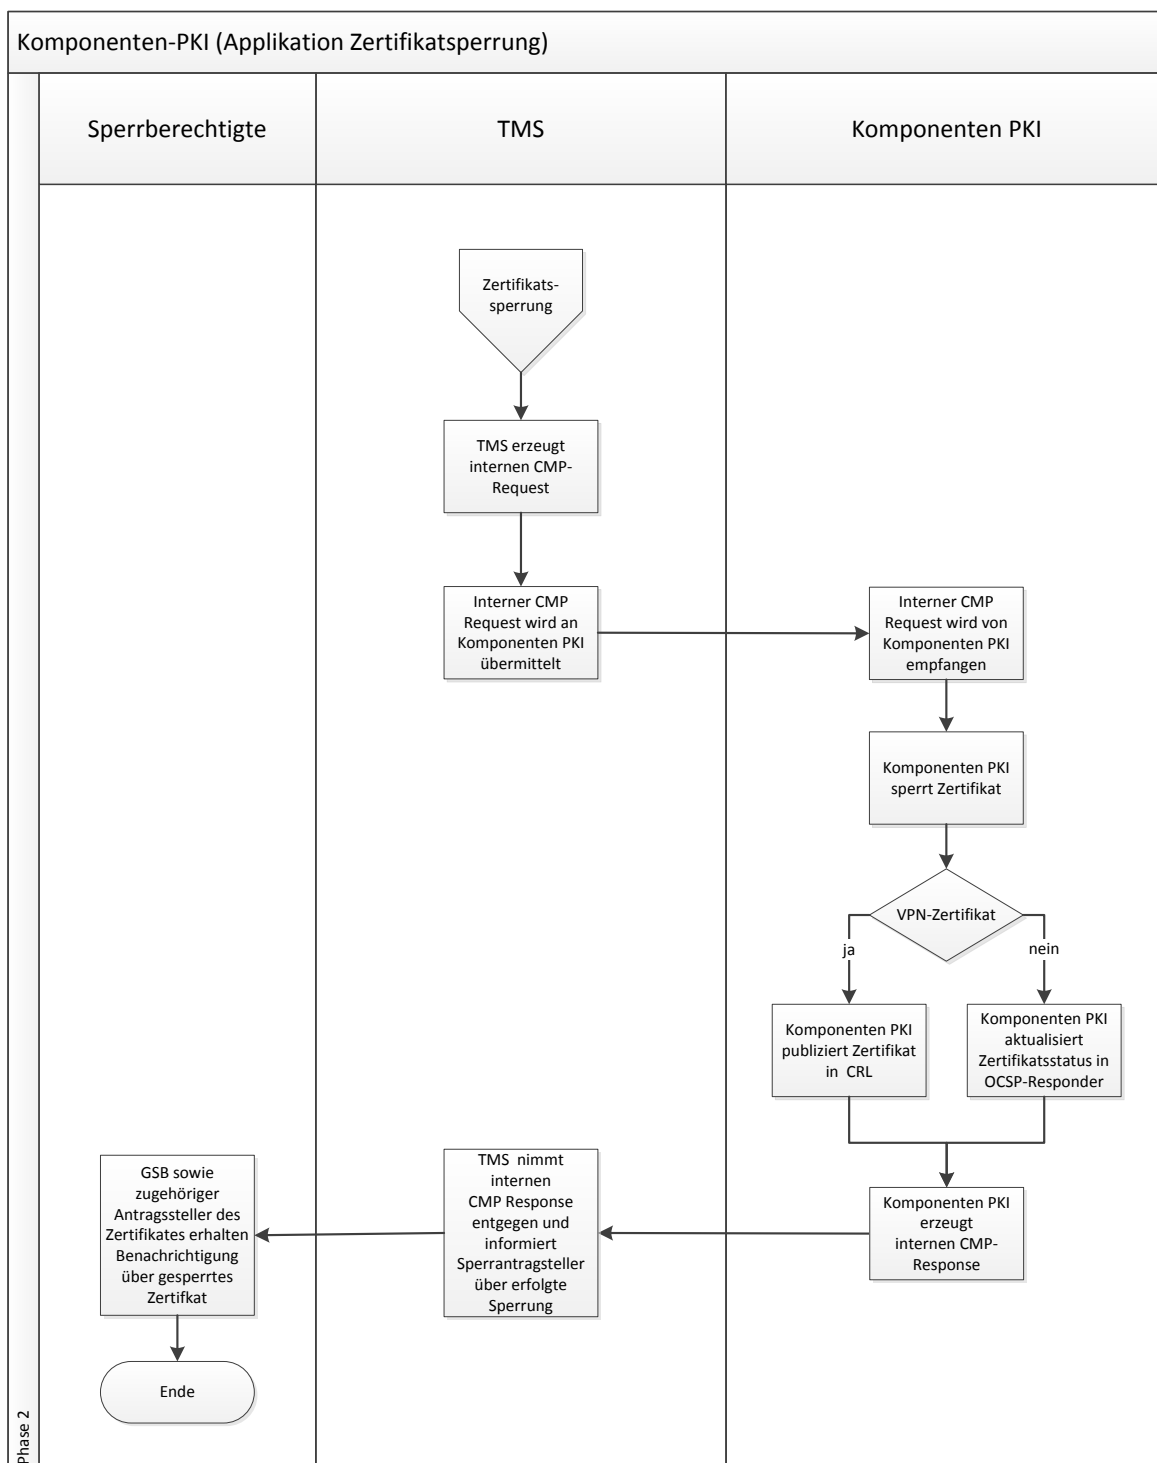 Komponenten-PKI (Applikation Zertifikatsperrung)
Sperrberechtigte
TMS
Komponenten PKI
Zertifikats-
sperrung
TMS erzeugt
internen CMP-
Request
Interner CMP
Request wird an
Komponenten PKI
übermittelt
Interner CMP
Request wird von
Komponenten PKI
empfangen
Komponenten PKI
sperrt Zertifikat
VPN-Zertifikat
ja
nein
Komponenten PKI
publiziert Zertifikat
in CRL
Komponenten PKI
aktualisiert
Zertifikatsstatus in
OCSP-Responder
Komponenten PKI
erzeugt
internen CMP-
Response
TMS nimmt
internen
CMP Response
entgegen und
informiert
Sperrantragsteller
über erfolgte
Sperrung
GSB sowie
zugehöriger
Antragssteller des
Zertifikates erhalten
Benachrichtigung
über gesperrtes
Zertifkat
Ende
Phase 2